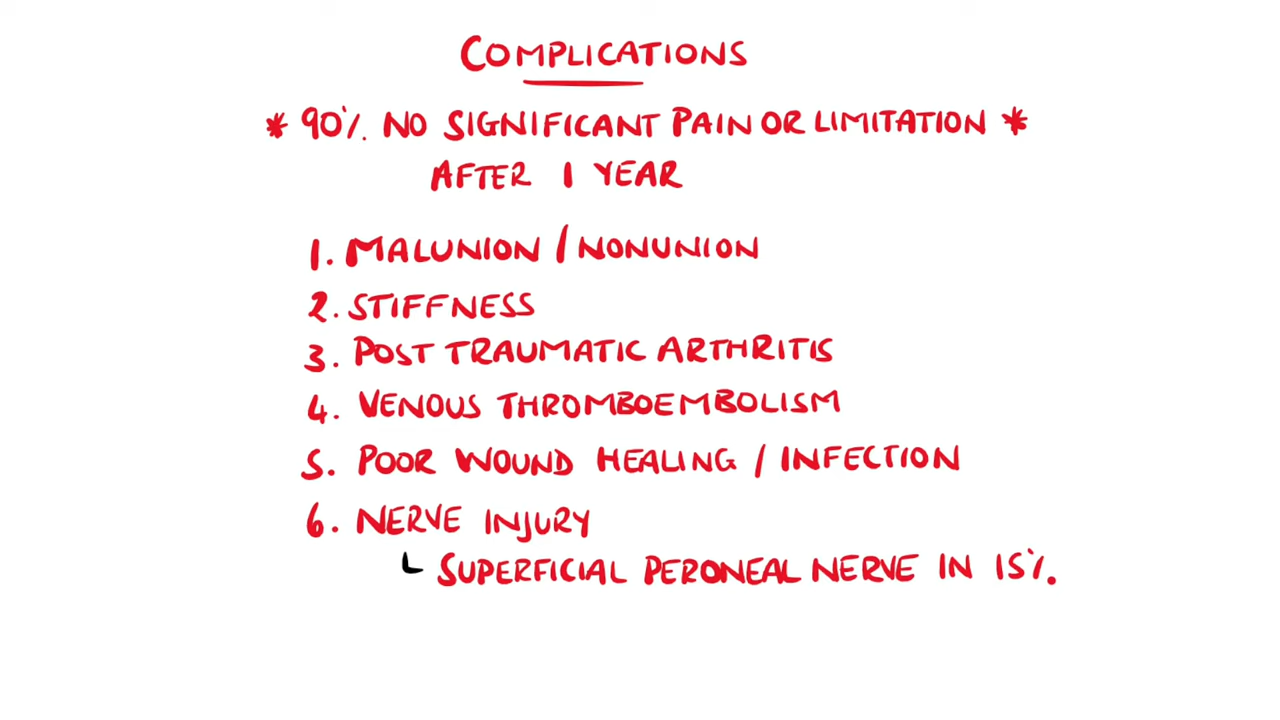 COMPLICATIONS
* 90% NO SIGNIFICANT PAIN OR LIMITATION *
AFTER 1 YEAR
1. MALUNION / NONUNION
2. STIFFNESS
3. POST TRAUMATIC ARTHRITIS
4. VENOUS THROMBOEMBOLISM
5. POOR WOUND HEALING / INFECTION
6. NERVE INJURY
SUPERFICIAL PERONEAL NERVE IN 15%.